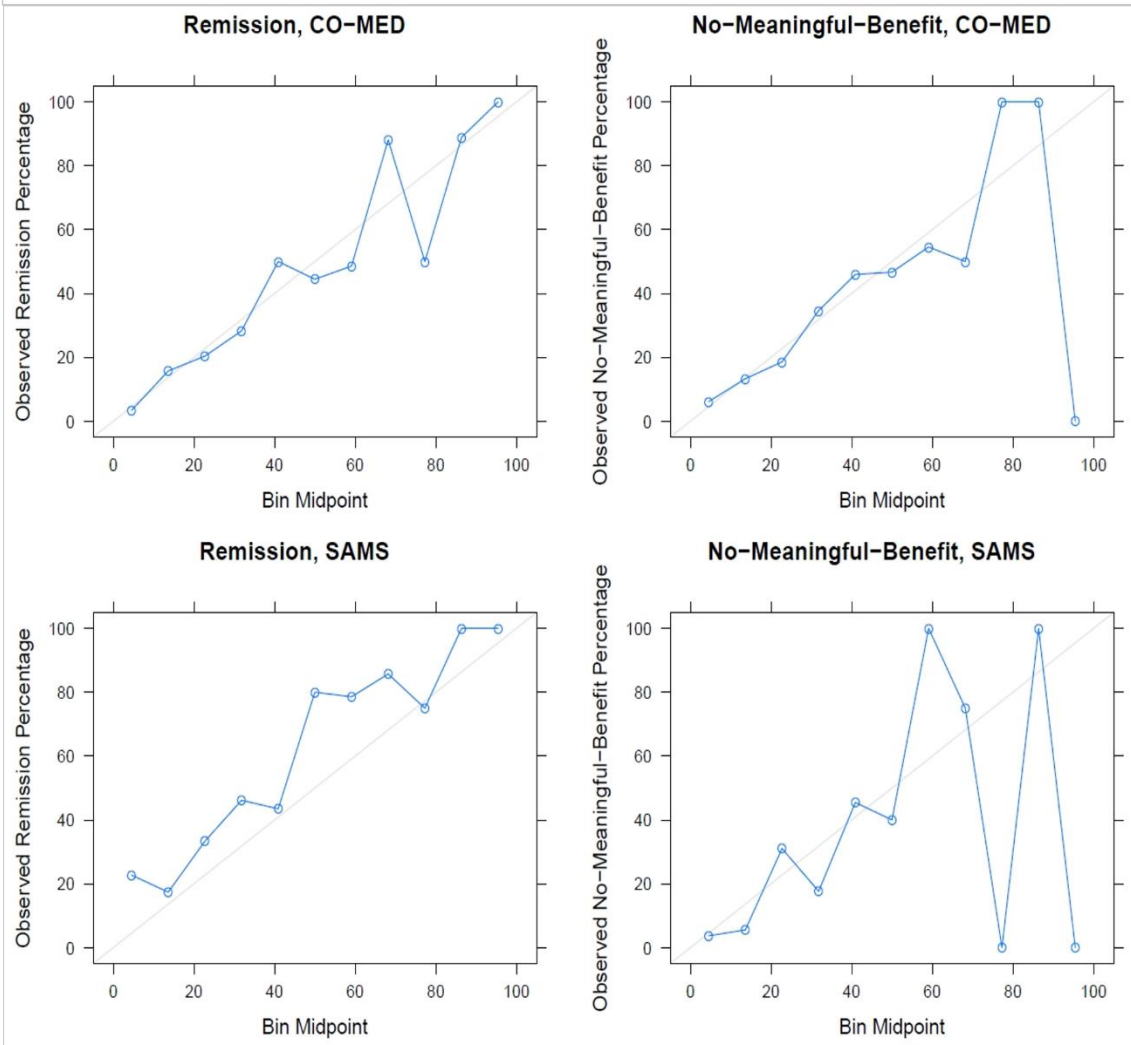 Remission, CO−MED
Observed Remission Percentage
100
80
60
40
20
0
0 20 40 60 80 100
Bin Midpoint
No−Meaningful−Benefit, CO−MED
Observed No−Meaningful−Benefit Percentage
100
80
60
40
20
0
0 20 40 60 80 100
Bin Midpoint
Remission, SAMS
Observed Remission Percentage
100
80
60
40
20
0
0 20 40 60 80 100
Bin Midpoint
No−Meaningful−Benefit, SAMS
Observed No−Meaningful−Benefit Percentage
100
80
60
40
20
0
0 20 40 60 80 100
Bin Midpoint